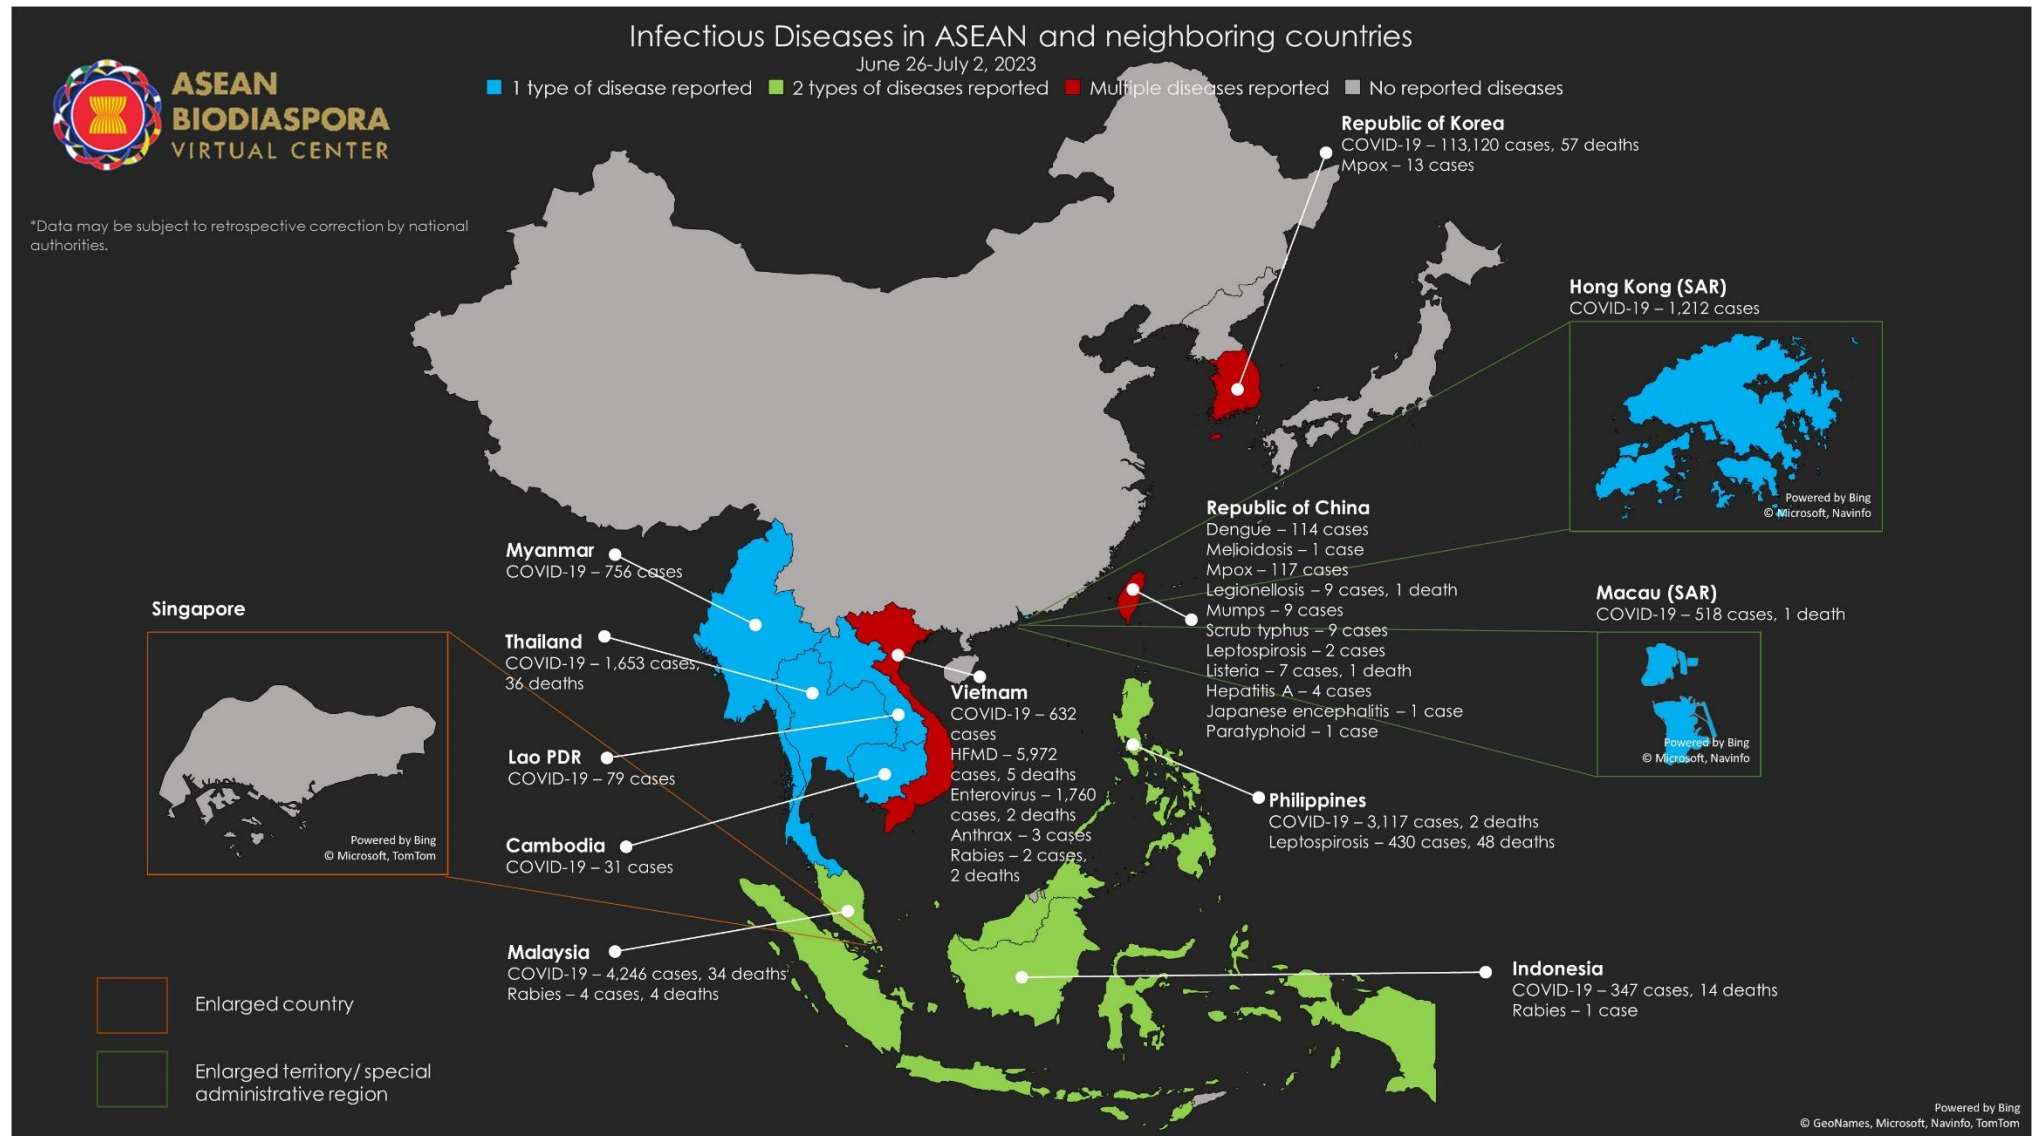 Infectious Diseases in ASEAN and neighboring countries
June 26-July 2, 2023
1 type of disease reported
2 types of diseases reported
Multiple diseases reported
No reported diseases
ASEAN
BIODIASPORA
VIRTUAL CENTER
*Data may be subject to retrospective correction by national
authorities.
Republic of Korea
COVID-19 – 113,120 cases, 57 deaths
Mpox – 13 cases
Hong Kong (SAR)
COVID-19 – 1,212 cases
Powered by Bing
© Microsoft, Navinfo
Republic of China
Dengue – 114 cases
Melioidosis – 1 case
Mpox – 117 cases
Legionellosis – 9 cases, 1 death
Mumps – 9 cases
Scrub typhus – 9 cases
Leptospirosis – 2 cases
Listeria – 7 cases, 1 death
Hepatitis A – 4 cases
Japanese encephalitis – 1 case
Paratyphoid – 1 case
Macau (SAR)
COVID-19 – 518 cases, 1 death
Powered by Bing
© Microsoft, Navinfo
Myanmar
COVID-19 – 756 cases
Singapore
Powered by Bing
© Microsoft, TomTom
Thailand
COVID-19 – 1,653 cases,
36 deaths
Lao PDR
COVID-19 – 79 cases
Cambodia
COVID-19 – 31 cases
Vietnam
COVID-19 – 632
cases
HFMD – 5,972
cases, 5 deaths
Enterovirus – 1,760
cases, 2 deaths
Anthrax – 3 cases
Rabies – 2 cases,
2 deaths
Philippines
COVID-19 – 3,117 cases, 2 deaths
Leptospirosis – 430 cases, 48 deaths
Malaysia
COVID-19 – 4,246 cases, 34 deaths
Rabies – 4 cases, 4 deaths
Indonesia
COVID-19 – 347 cases, 14 deaths
Rabies – 1 case
Enlarged country
Enlarged territory/ special
administrative region
Powered by Bing
© GeoNames, Microsoft, Navinfo, TomTom